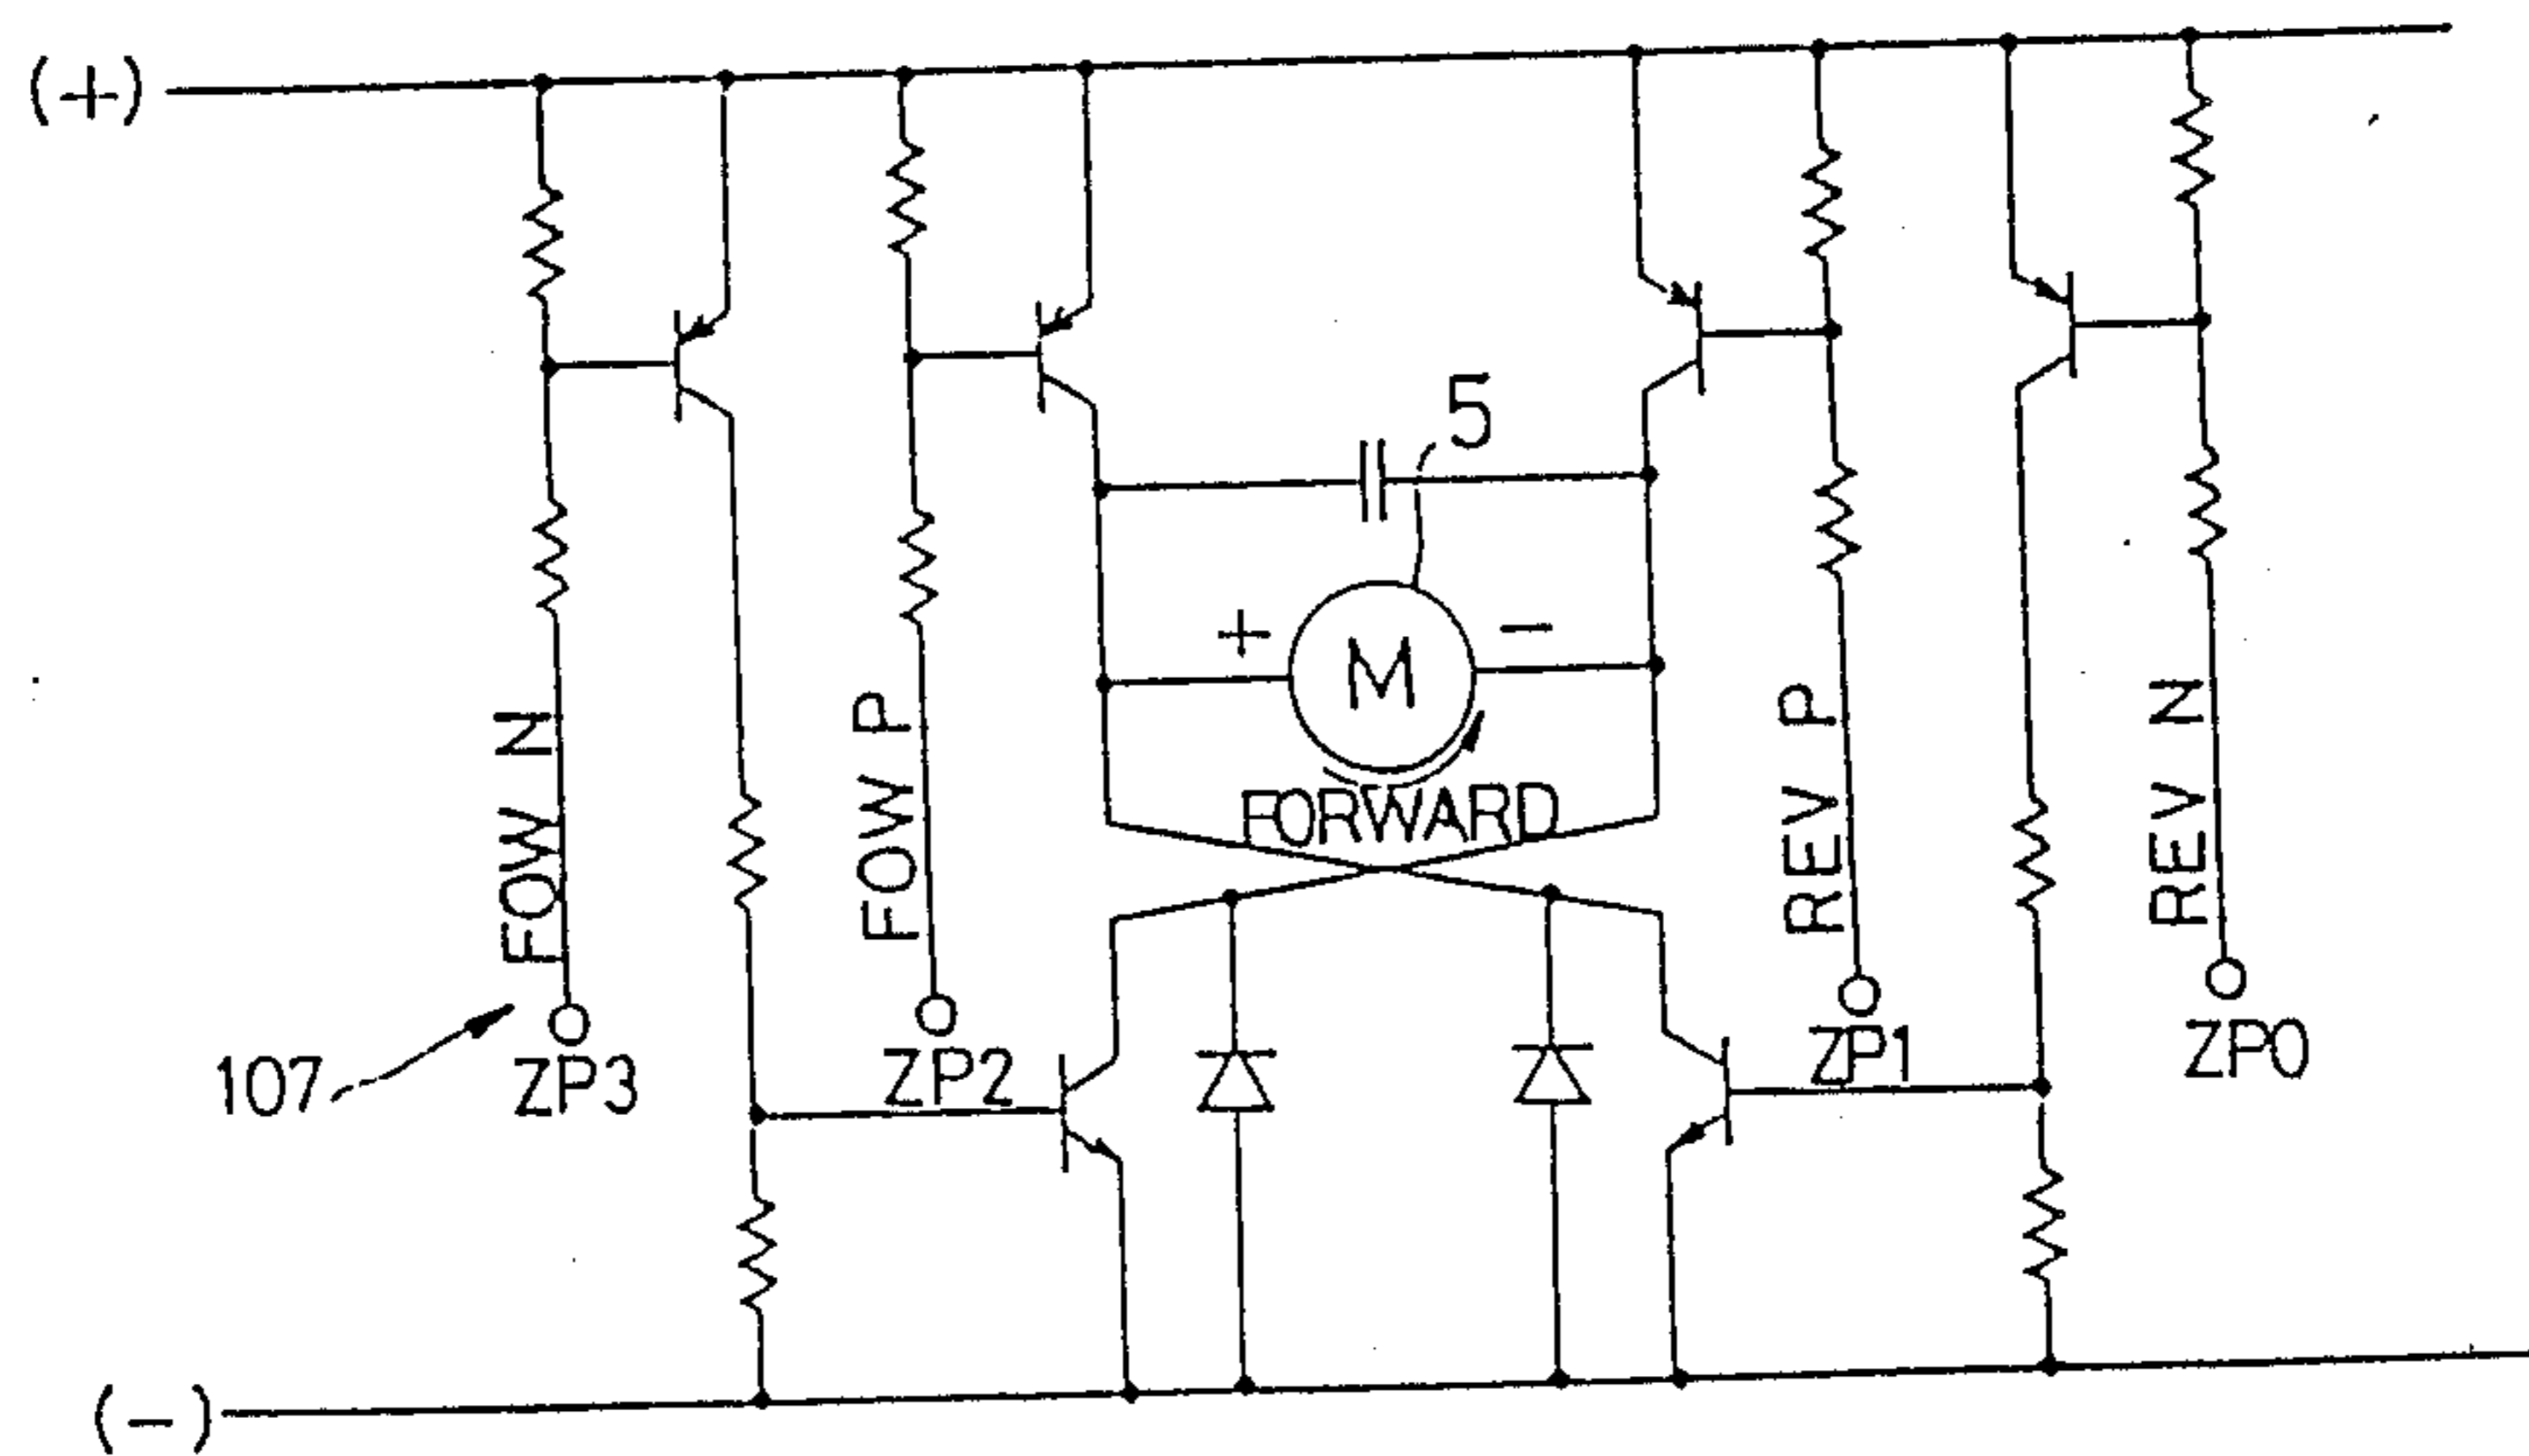 (+)
5
+
−
M
FORWARD
FOW N
FOW P
REV P
REV N
107
ZP3
ZP2
ZP1
ZP0
(−)